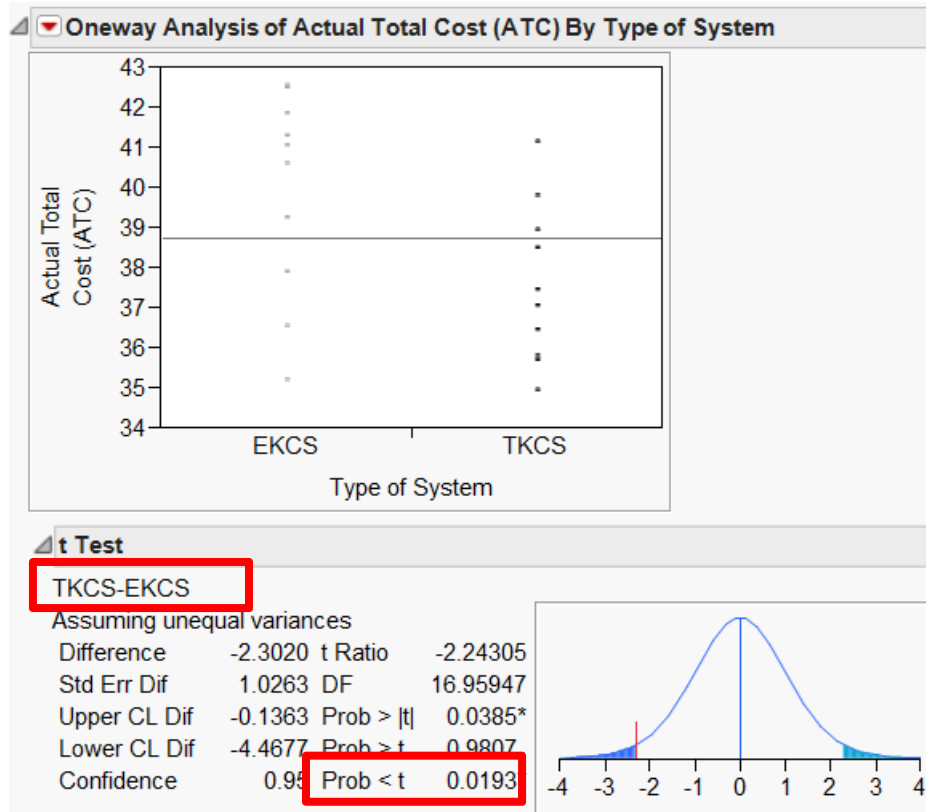 Oneway Analysis of Actual Total Cost (ATC) By Type of System
43
42
41
40
39
38
37
36
35
34
Actual Total
Cost (ATC)
EKCS TKCS
Type of System
t Test
TKCS-EKCS
Assuming unequal variances
Difference -2.3020 t Ratio -2.24305
Std Err Dif 1.0263 DF 16.95947
Upper CL Dif -0.1363 Prob > |t| 0.0385*
Lower CL Dif -4.4677 Prob > t 0.9807
Confidence 0.95 Prob < t 0.0193
-4 -3 -2 -1 0 1 2 3 4